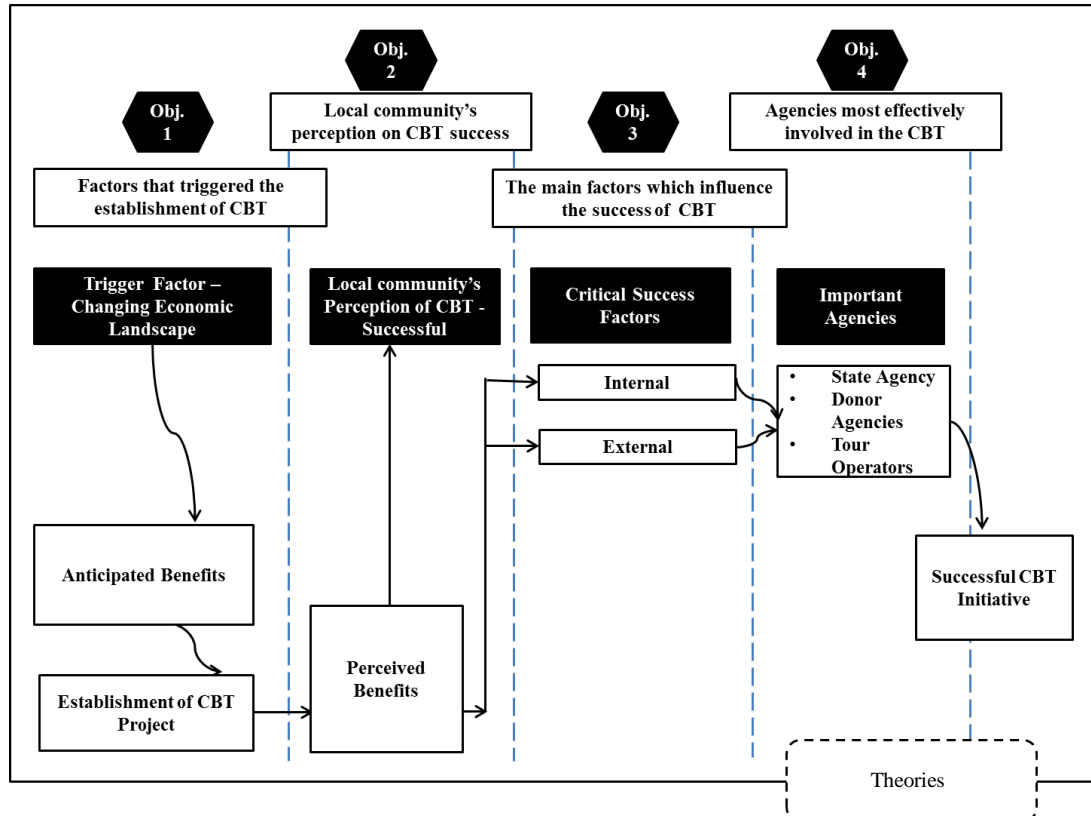 Obj.
1
Obj.
2
Obj.
3
Obj.
4
Factors that triggered the
establishment of CBT
Local community’s
perception on CBT success
The main factors which influence
the success of CBT
Agencies most effectively
involved in the CBT
Trigger Factor –
Changing Economic
Landscape
Local community’s
Perception of CBT -
Successful
Critical Success
Factors
Important
Agencies
Internal
External
• State Agency
• Donor
Agencies
• Tour
Operators
Anticipated Benefits
Establishment of CBT
Project
Perceived
Benefits
Successful CBT
Initiative
Theories